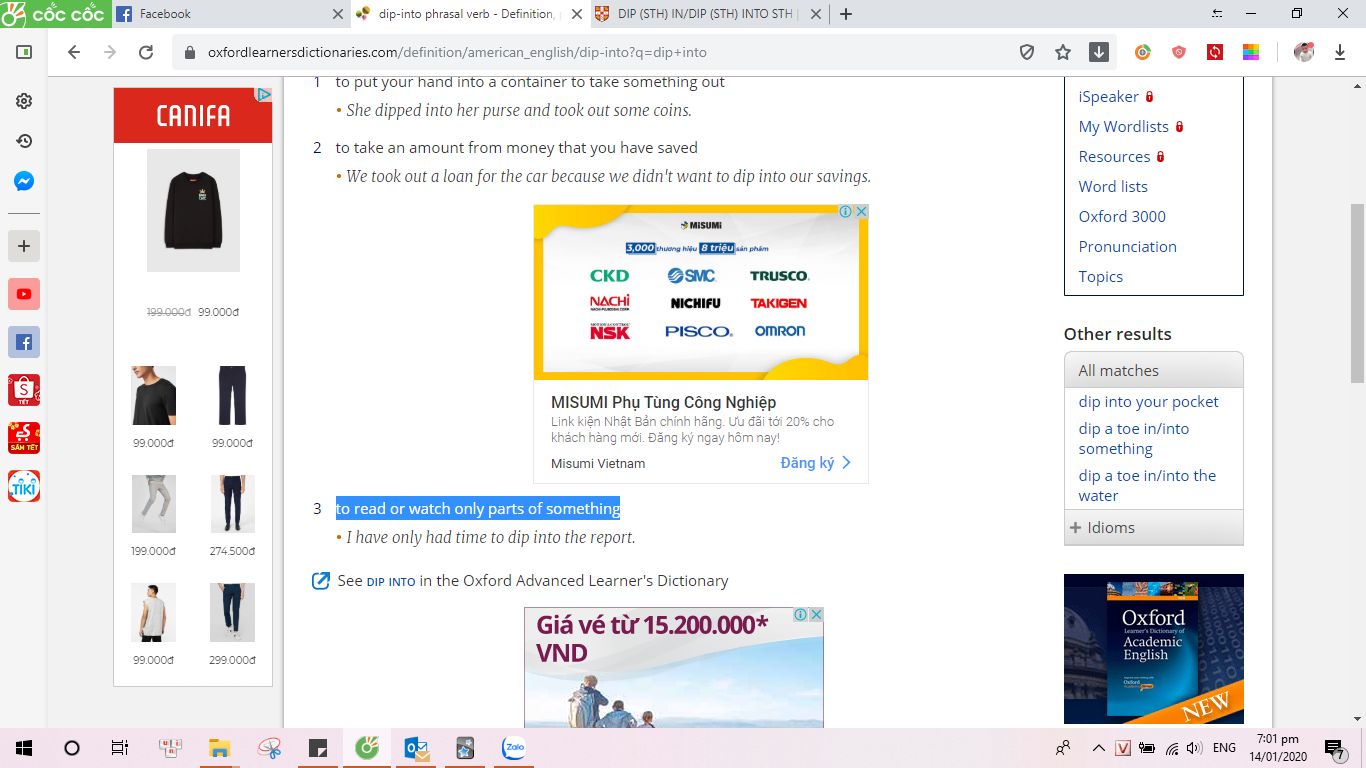 cốc cốc
Facebook
dip-into phrasal verb - Definition,
DIP (STH) IN/DIP (STH) INTO STH |
oxfordlearnersdictionaries.com/definition/american_english/dip-into?q=dip+into
CANIFA
199.000đ 99.000đ
99.000đ 99.000đ
199.000đ 274.500đ
99.000đ 299.000đ
1 to put your hand into a container to take something out
• She dipped into her purse and took out some coins.
2 to take an amount from money that you have saved
• We took out a loan for the car because we didn't want to dip into our savings.
MISUMI
3,000 thương hiệu 8 triệu sản phẩm
CKD SMC. TRUSCO.
NACHI NICHIFU TAKIGEN
NACHI-FUJIKOSHI CORP.
MOTION & CONTROL
NSK PISCO. OMRON
MISUMI Phụ Tùng Công Nghiệp
Link kiện Nhật Bản chính hãng. Ưu đãi tới 20% cho
khách hàng mới. Đăng ký ngay hôm nay!
Misumi Vietnam Đăng ký
3 to read or watch only parts of something
• I have only had time to dip into the report.
See DIP INTO in the Oxford Advanced Learner's Dictionary
Giá vé từ 15.200.000*
VND
iSpeaker
My Wordlists
Resources
Word lists
Oxford 3000
Pronunciation
Topics
Other results
All matches
dip into your pocket
dip a toe in/into
something
dip a toe in/into the
water
+ Idioms
Oxford
Learner's Dictionary of
Academic
English
NEW
S
TẾT
SẮM TẾT
TIKI
Zalo
V
ENG
7:01 pm
14/01/2020
7